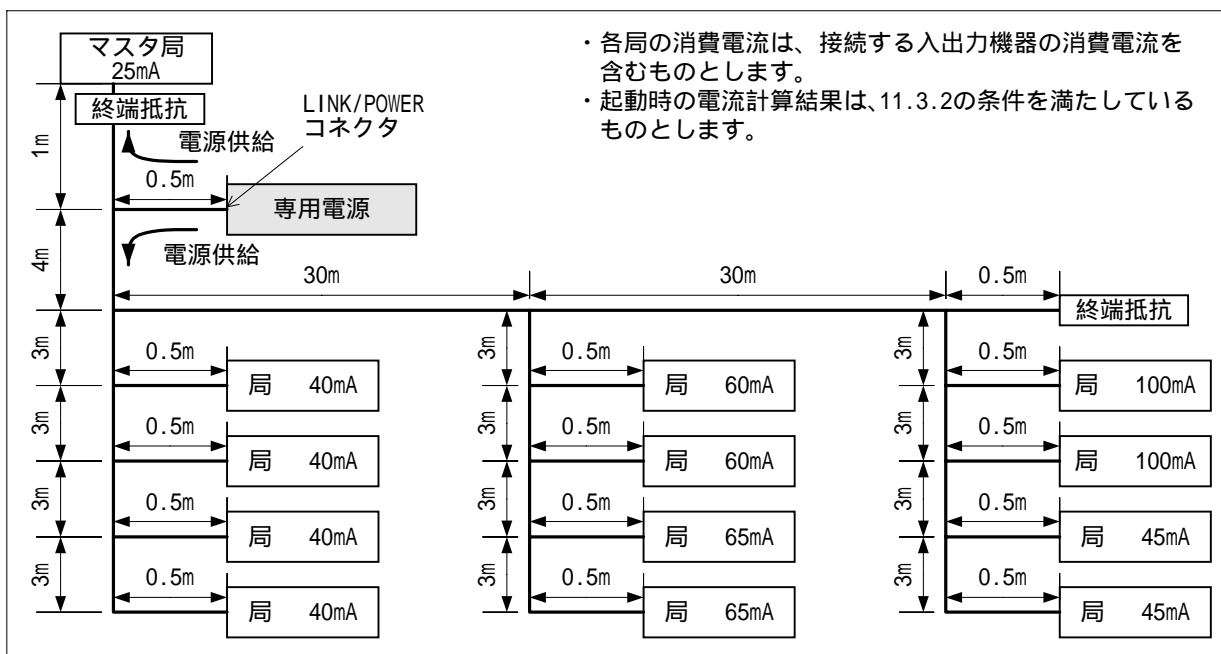 マスタ局
25mA
終端抵抗
LINK/POWER
コネクタ
・各局の消費電流は、接続する入出力機器の消費電流を
含むものとします。
・起動時の電流計算結果は、11.3.2の条件を満たしている
ものとします。
1m
電源供給
0.5m
専用電源
4m
電源供給
30m
30m
0.5m
終端抵抗
3m
0.5m
局 40mA
3m
0.5m
局 60mA
3m
0.5m
局 100mA
3m
0.5m
局 40mA
3m
0.5m
局 60mA
3m
0.5m
局 100mA
3m
0.5m
局 40mA
3m
0.5m
局 65mA
3m
0.5m
局 45mA
3m
0.5m
局 40mA
3m
0.5m
局 65mA
3m
0.5m
局 45mA